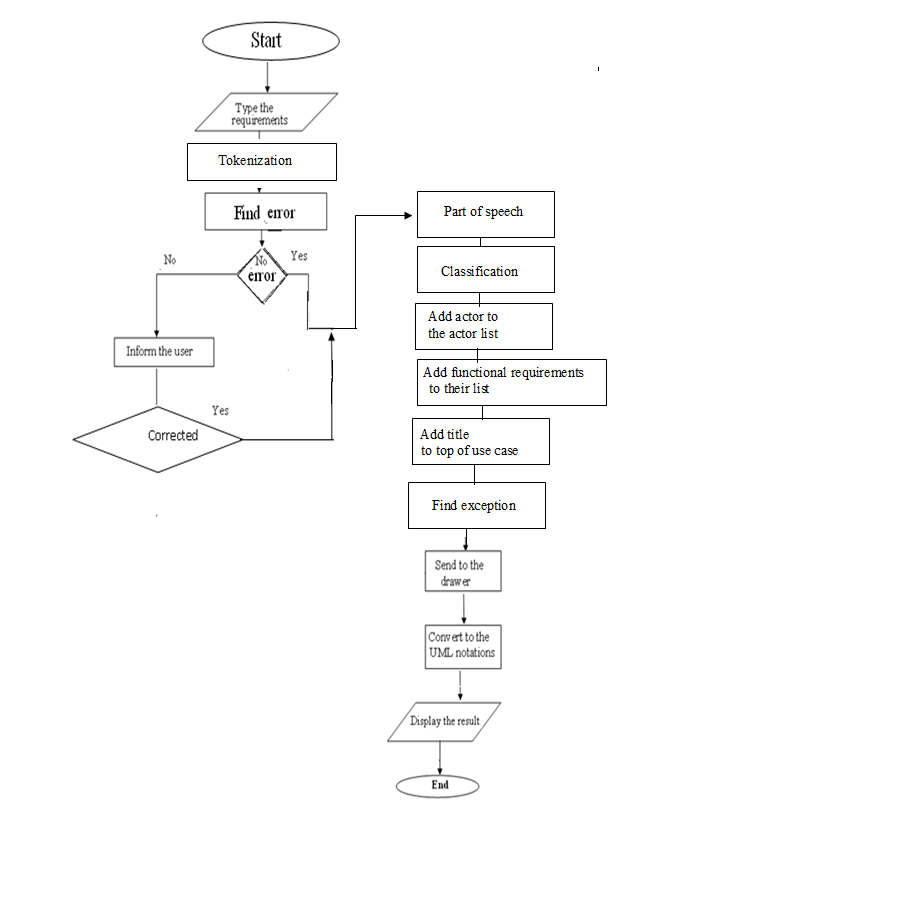 Start
Type the
requirements
Tokenization
Find error
No
error
Yes
No
Inform the user
Yes
Corrected
Part of speech
Classification
Add actor to
the actor list
Add functional requirements
to their list
Add title
to top of use case
Find exception
Send to the
drawer
Convert to the
UML notations
Display the result
End